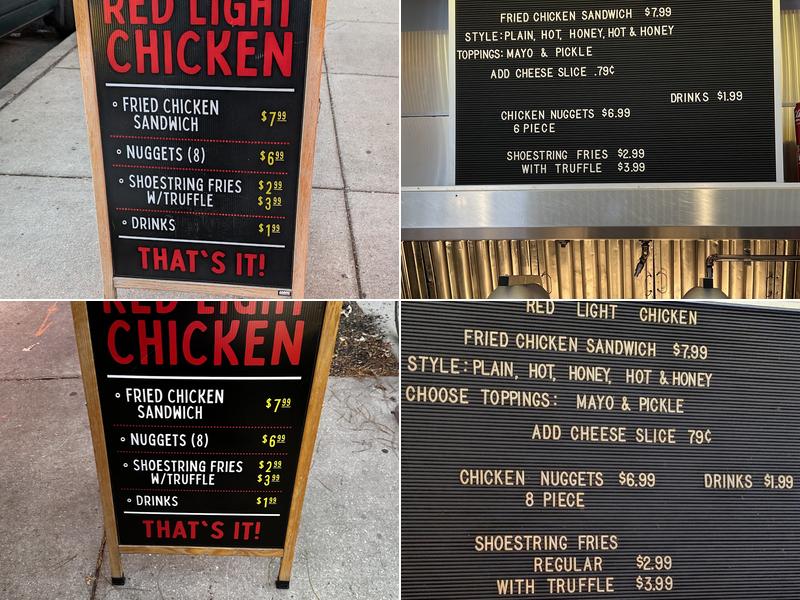 RED LIGHT
CHICKEN
° FRIED CHICKEN
SANDWICH $7.99
° NUGGETS (8) $6.99
° SHOESTRING FRIES $2.99
W/TRUFFLE $3.99
° DRINKS $1.99
THAT`S IT!
FRIED CHICKEN SANDWICH $7.99
STYLE: PLAIN, HOT, HONEY, HOT & HONEY
TOPPINGS: MAYO & PICKLE
ADD CHEESE SLICE .79¢
DRINKS $1.99
CHICKEN NUGGETS $6.99
6 PIECE
SHOESTRING FRIES $2.99
WITH TRUFFLE $3.99
RED LIGHT
CHICKEN
° FRIED CHICKEN
SANDWICH $7.99
° NUGGETS (8) $6.99
° SHOESTRING FRIES $2.99
W/TRUFFLE $3.99
° DRINKS $1.99
THAT`S IT!
RED LIGHT CHICKEN
FRIED CHICKEN SANDWICH $7.99
STYLE: PLAIN, HOT, HONEY, HOT & HONEY
CHOOSE TOPPINGS: MAYO & PICKLE
ADD CHEESE SLICE 79¢
CHICKEN NUGGETS $6.99 DRINKS $1.99
8 PIECE
SHOESTRING FRIES
REGULAR $2.99
WITH TRUFFLE $3.99